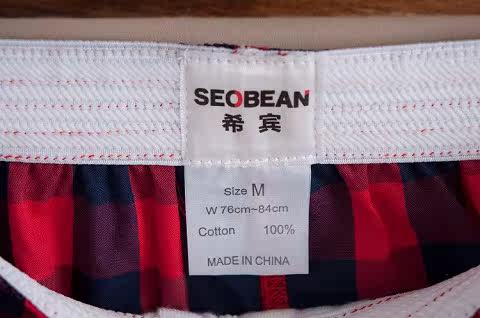 SEOBEAN
希宾
Size M
W 76cm~84cm
Cotton 100%
MADE IN CHINA